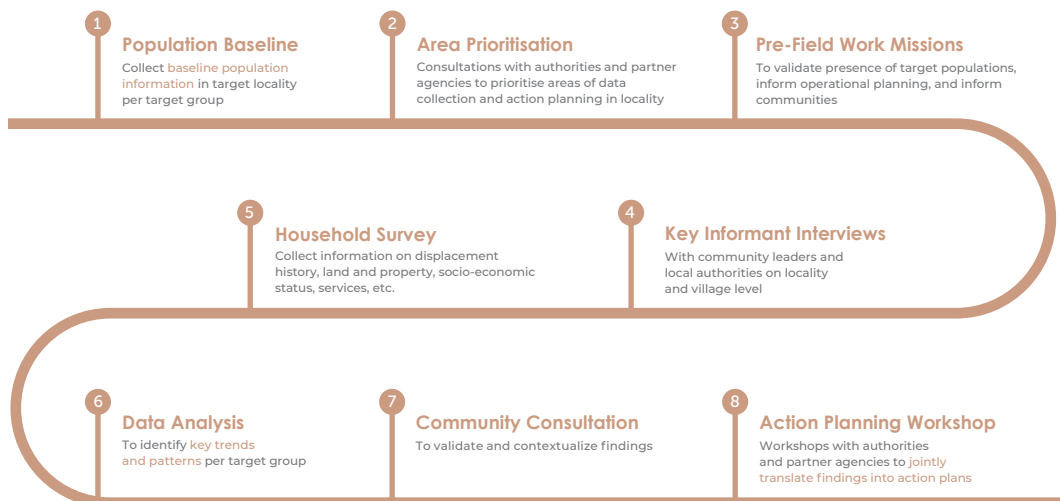 1
Population Baseline
Collect baseline population
information in target locality
per target group
2
Area Prioritisation
Consultations with authorities and partner
agencies to prioritise areas of data
collection and action planning in locality
3
Pre-Field Work Missions
To validate presence of target populations,
inform operational planning, and inform
communities
4
Key Informant Interviews
With community leaders and
local authorities on locality
and village level
5
Household Survey
Collect information on displacement
history, land and property, socio-economic
status, services, etc.
6
Data Analysis
To identify key trends
and patterns per target group
7
Community Consultation
To validate and contextualize findings
8
Action Planning Workshop
Workshops with authorities
and partner agencies to jointly
translate findings into action plans